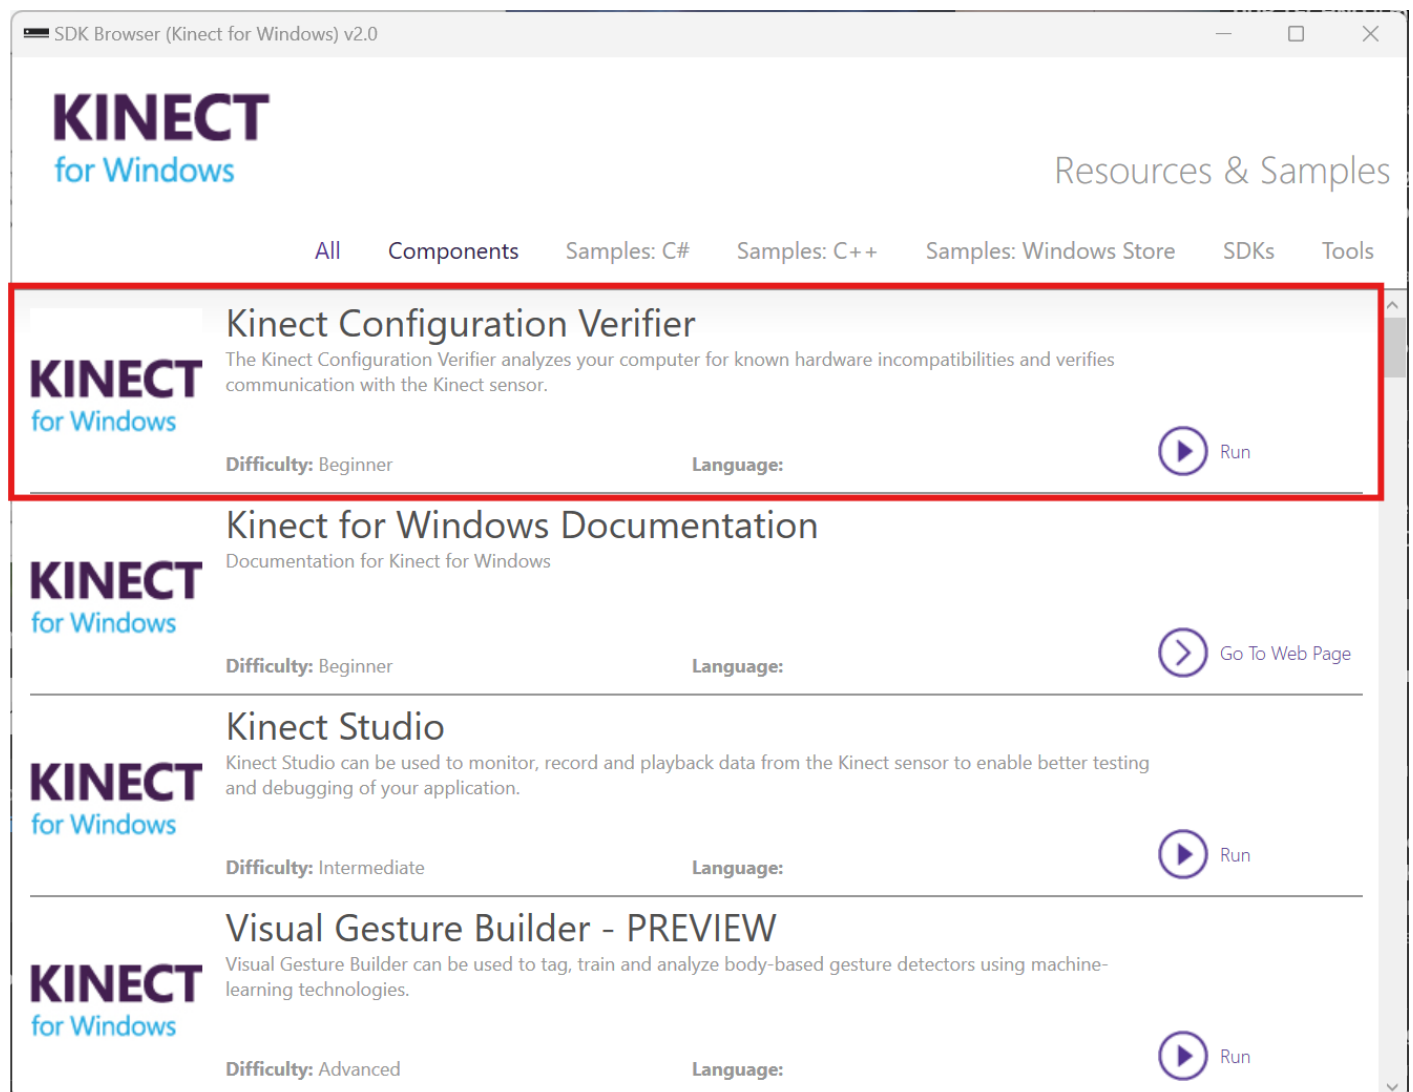 SDK Browser (Kinect for Windows) v2.0
KINECT
for Windows
Resources & Samples
All Components Samples: C# Samples: C++ Samples: Windows Store SDKs Tools
KINECT
for Windows
Kinect Configuration Verifier
The Kinect Configuration Verifier analyzes your computer for known hardware incompatibilities and verifies
communication with the Kinect sensor.
Difficulty: Beginner Language:
Run
KINECT
for Windows
Kinect for Windows Documentation
Documentation for Kinect for Windows
Difficulty: Beginner Language:
Go To Web Page
KINECT
for Windows
Kinect Studio
Kinect Studio can be used to monitor, record and playback data from the Kinect sensor to enable better testing
and debugging of your application.
Difficulty: Intermediate Language:
Run
KINECT
for Windows
Visual Gesture Builder - PREVIEW
Visual Gesture Builder can be used to tag, train and analyze body-based gesture detectors using machine-
learning technologies.
Difficulty: Advanced Language:
Run